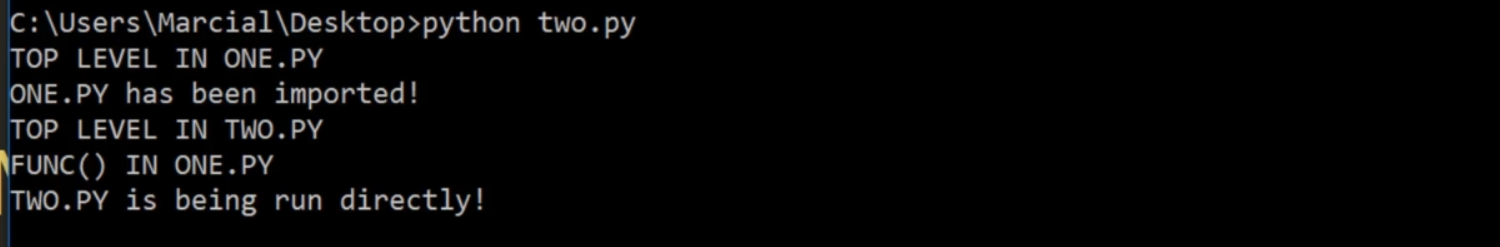 C:\Users\Marcial\Desktop>python two.py
TOP LEVEL IN ONE.PY
ONE.PY has been imported!
TOP LEVEL IN TWO.PY
FUNC() IN ONE.PY
TWO.PY is being run directly!